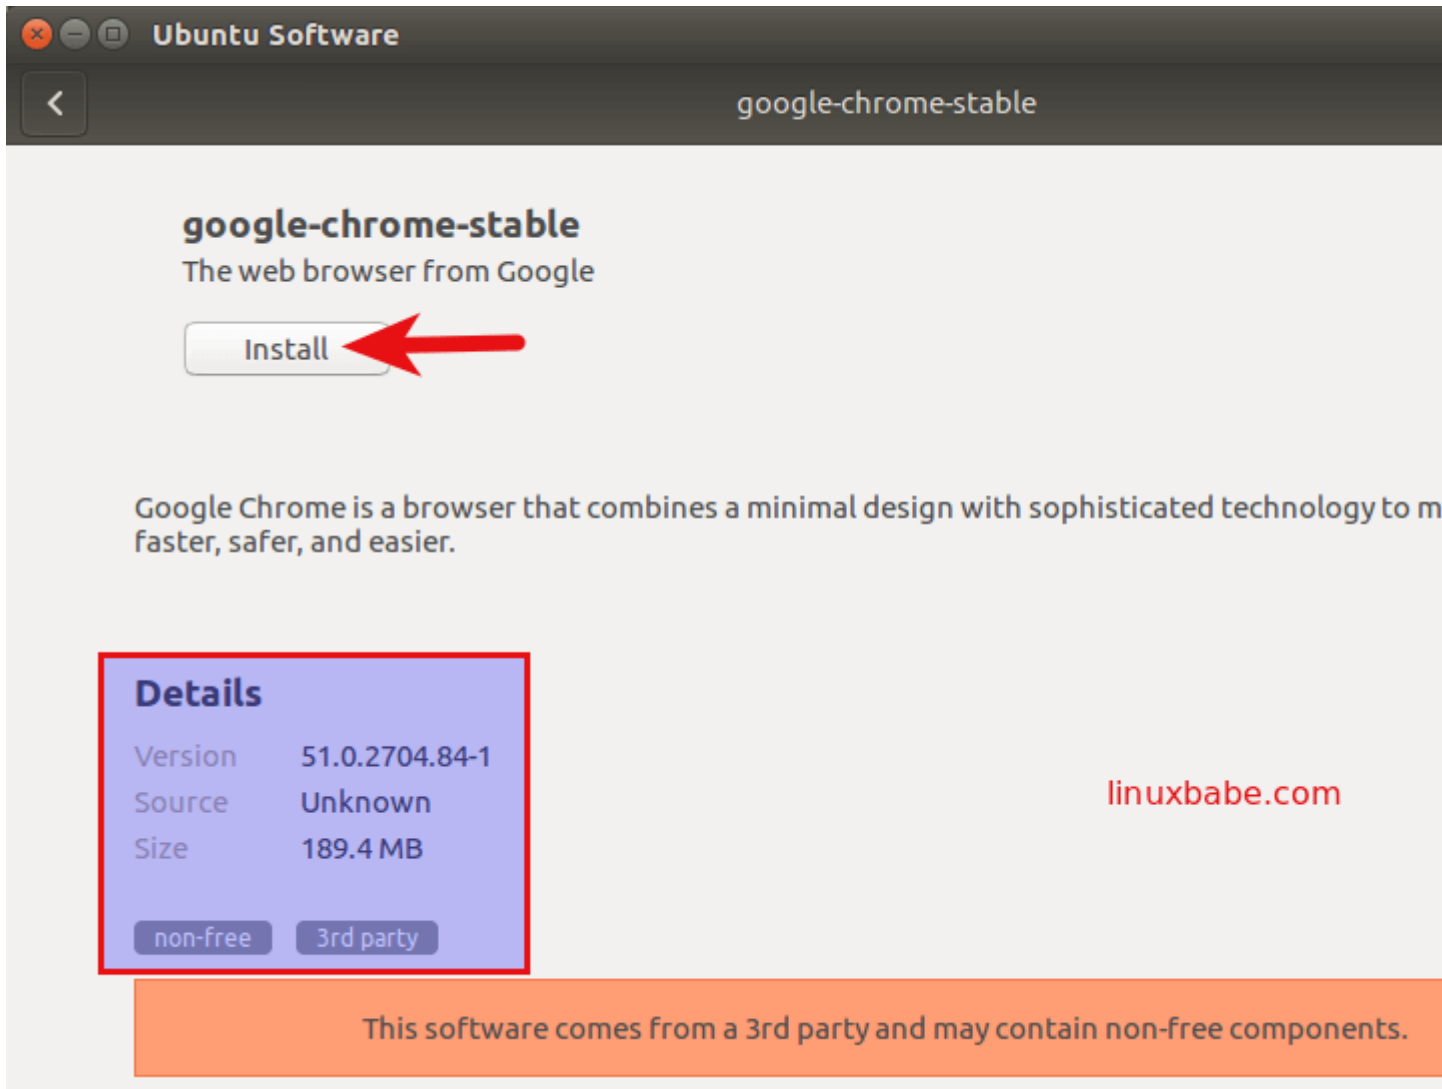 Ubuntu Software
google-chrome-stable
google-chrome-stable
The web browser from Google
Install
Google Chrome is a browser that combines a minimal design with sophisticated technology to m
faster, safer, and easier.
Details
Version 51.0.2704.84-1
Source Unknown
Size 189.4 MB
linuxbabe.com
non-free 3rd party
This software comes from a 3rd party and may contain non-free components.